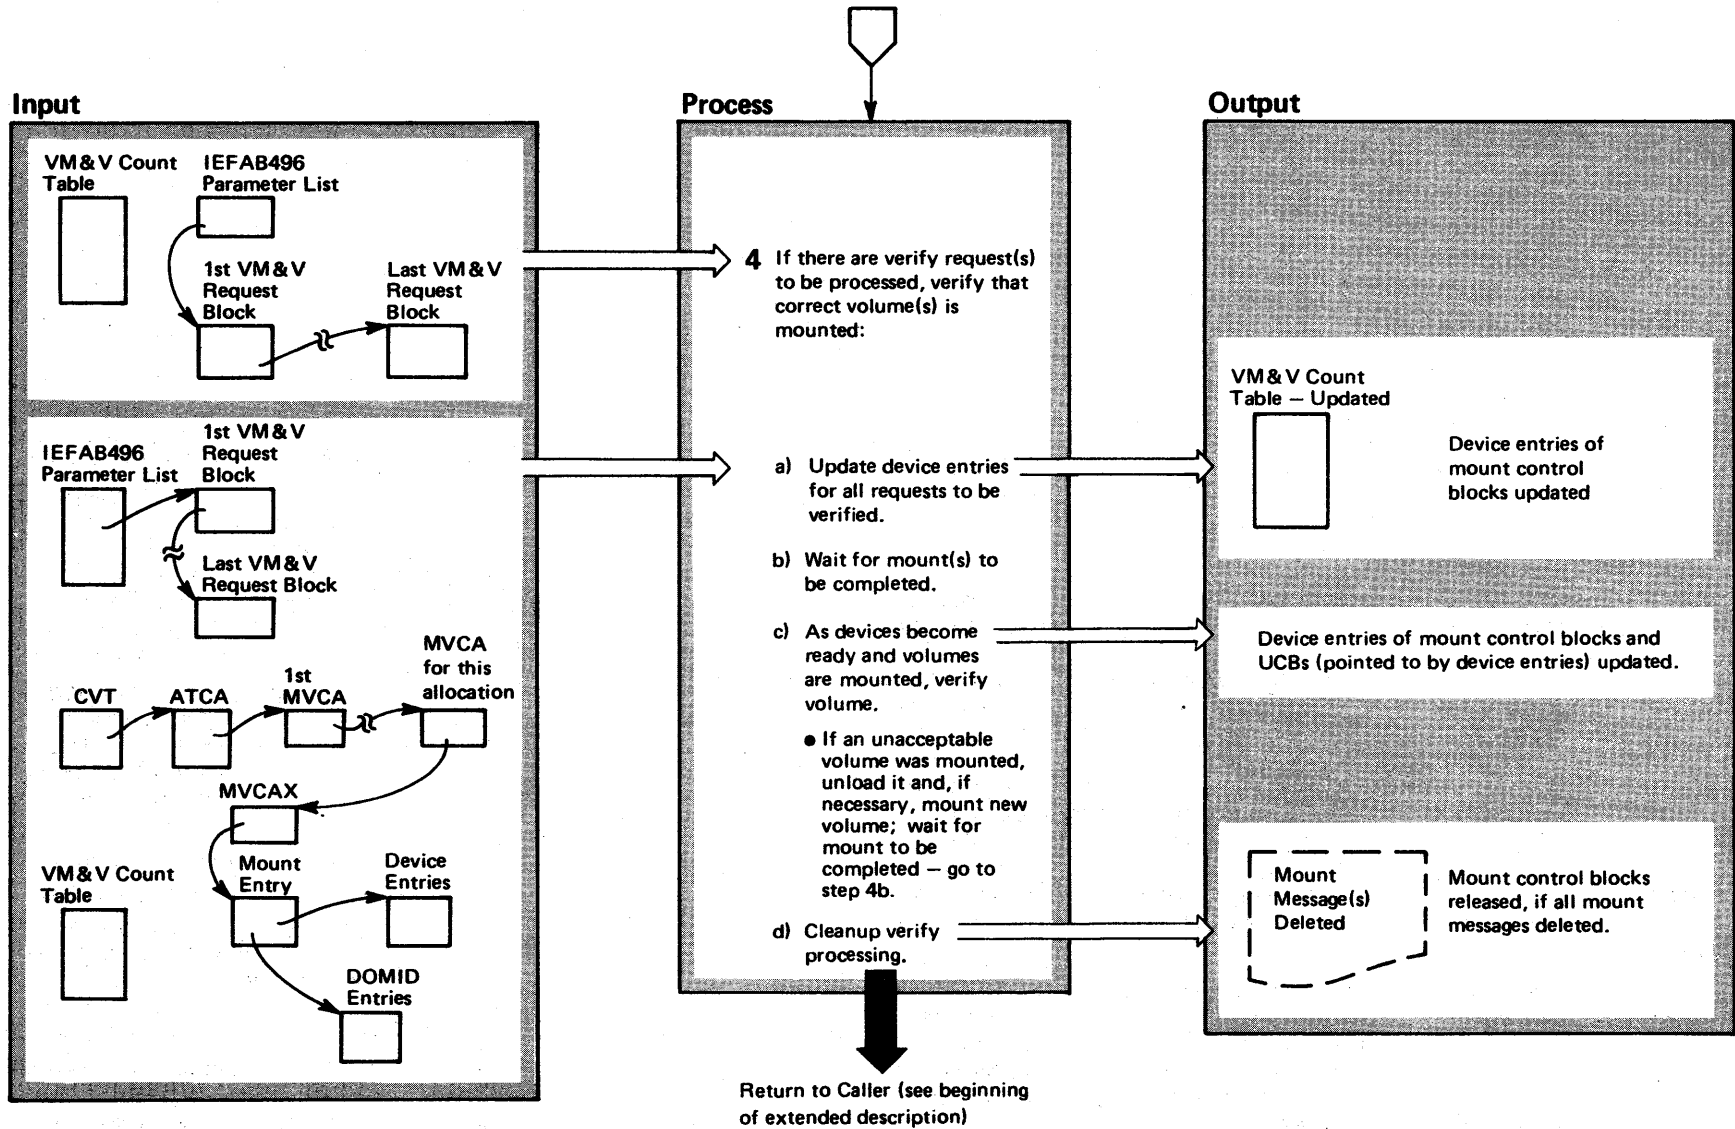 Input
VM&V Count
Table
IEFAB496
Parameter List
1st VM&V
Request
Block
Last VM&V
Request
Block
IEFAB496
Parameter List
1st VM&V
Request
Block
Last VM&V
Request Block
CVT
ATCA
1st
MVCA
MVCA
for this
allocation
MVCAX
VM&V Count
Table
Mount
Entry
Device
Entries
DOMID
Entries
Process
4 If there are verify request(s)
to be processed, verify that
correct volume(s) is
mounted:
a) Update device entries
for all requests to be
verified.
b) Wait for mount(s) to
be completed.
c) As devices become
ready and volumes
are mounted, verify
volume.
● If an unacceptable
volume was mounted,
unload it and, if
necessary, mount new
volume; wait for
mount to be
completed — go to
step 4b.
d) Cleanup verify
processing.
Return to Caller (see beginning
of extended description)
Output
VM&V Count
Table — Updated
Device entries of
mount control
blocks updated
Device entries of mount control blocks and
UCBs (pointed to by device entries) updated.
Mount
Message(s)
Deleted
Mount control blocks
released, if all mount
messages deleted.